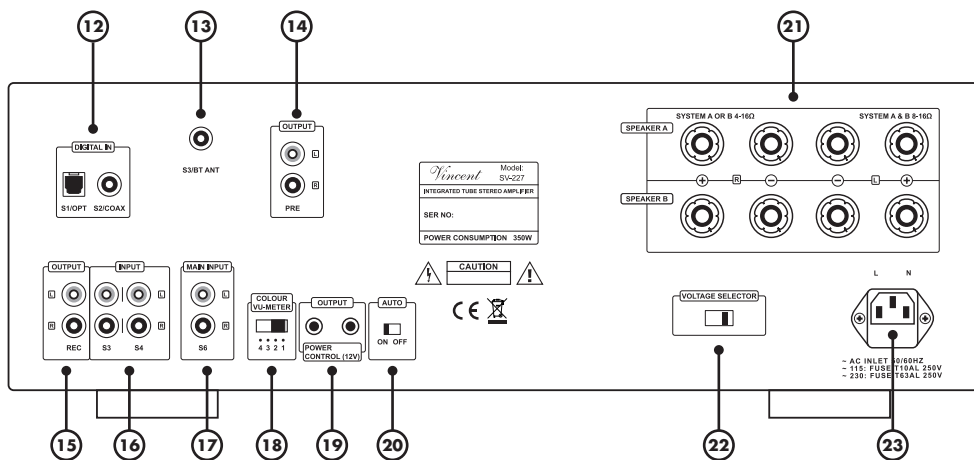 12
13
14
21
DIGITAL IN
S1/OPT S2/COAX
S3/BT ANT
OUTPUT
L
R
PRE
Vincent Model:
SV-227
INTEGRATED TUBE STEREO AMPLIFIER
SER NO:
POWER CONSUMPTION 350W
CAUTION
CE
SYSTEM A OR B 4-16Ω SYSTEM A & B 8-16Ω
SPEAKER A
+ R − − L +
SPEAKER B
OUTPUT
L
R
REC
INPUT
L
R
S3 S4
MAIN INPUT
L
R
S6
COLOUR
VU-METER
4 3 2 1
OUTPUT
POWER
CONTROL (12V)
AUTO
ON OFF
VOLTAGE SELECTOR
L N
~ AC INLET 50/60HZ
~ 115: FUSE T10AL 250V
~ 230: FUSE T63AL 250V
15
16
17
18
19
20
22
23